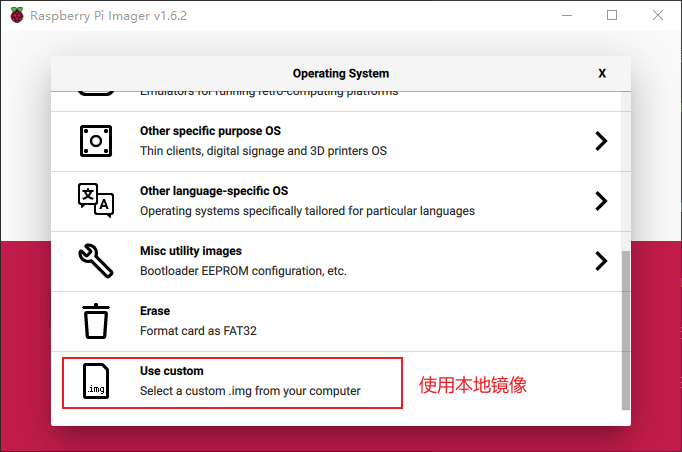 Raspberry Pi Imager v1.6.2
Operating System
X
Emulators for running retro-computing platforms
Other specific purpose OS
Thin clients, digital signage and 3D printers OS
Other language-specific OS
Operating systems specifically tailored for particular languages
文
A
Misc utility images
Bootloader EEPROM configuration, etc.
Erase
Format card as FAT32
Use custom
.img
Select a custom .img from your computer
使用本地镜像